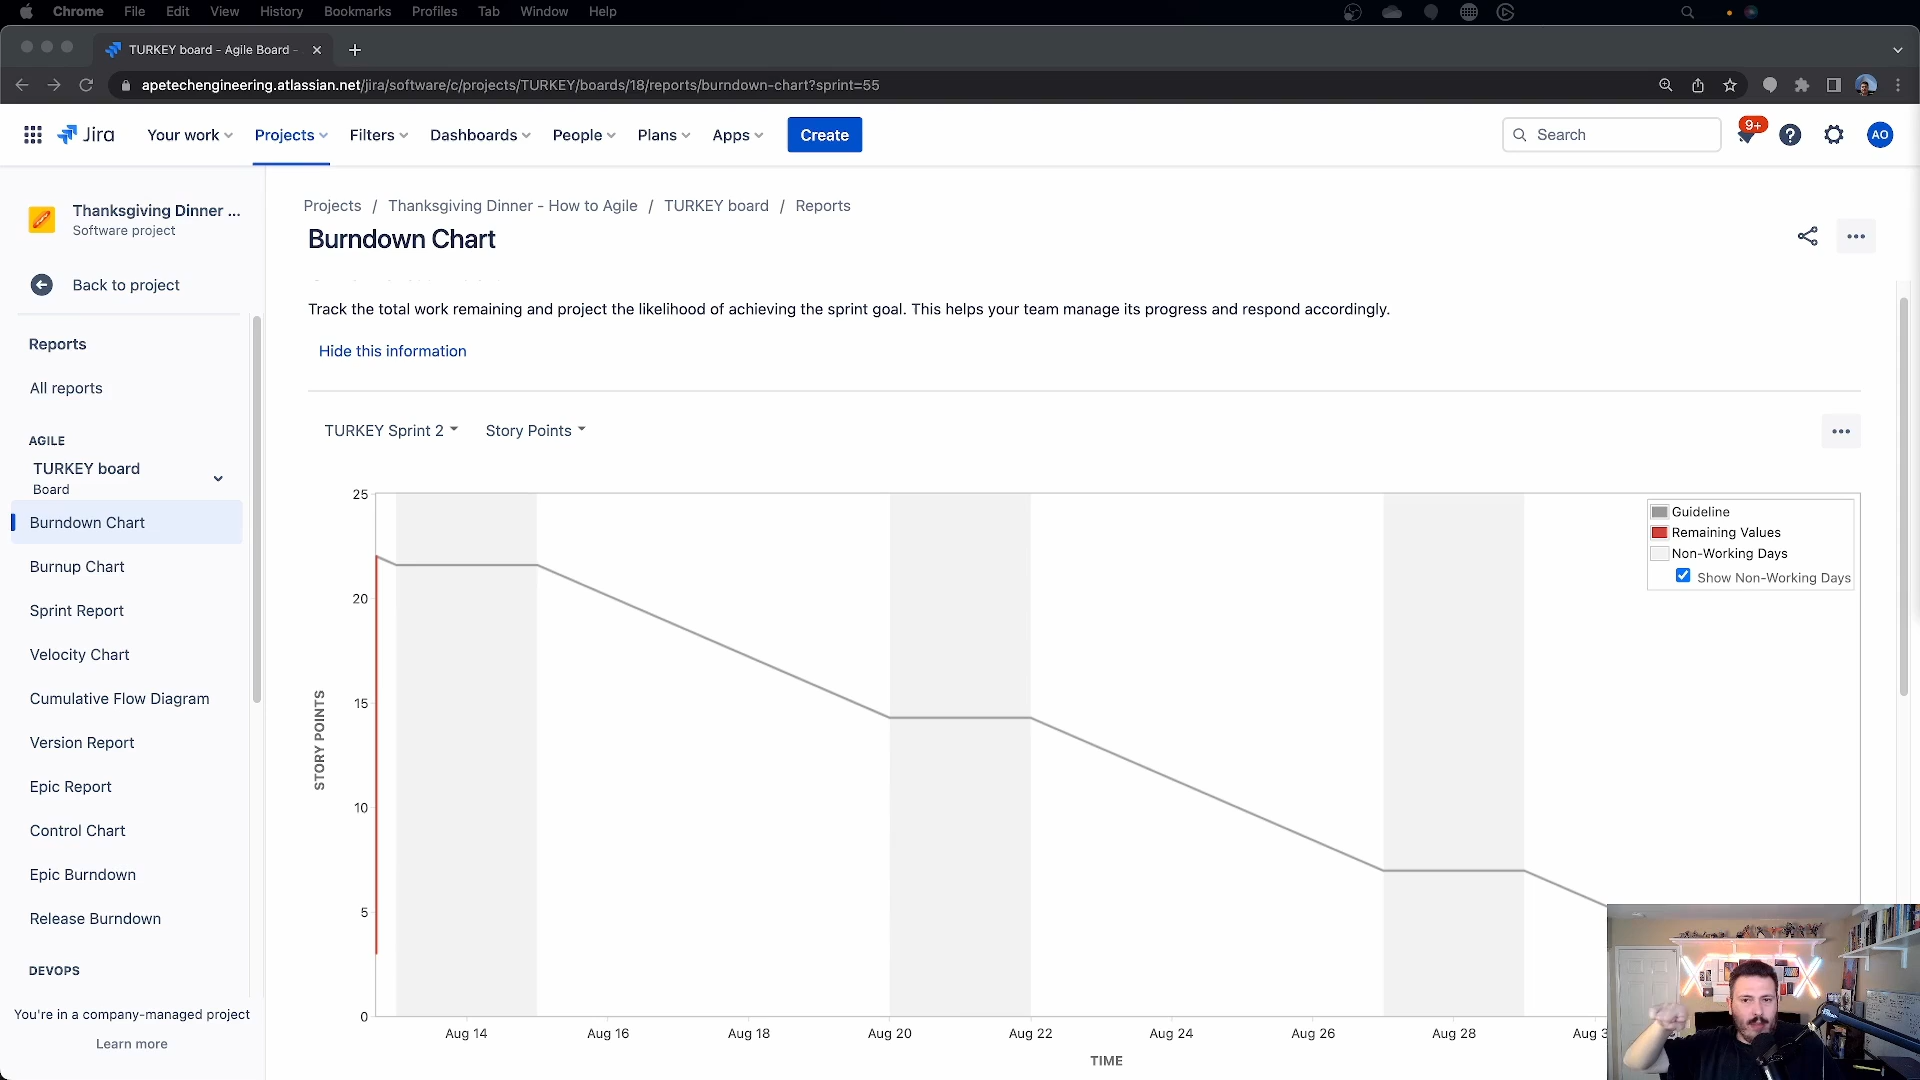 Chrome File Edit View History Bookmarks Profiles Tab Window Help
TURKEY board - Agile Board -
apetechengineering.atlassian.net/jira/software/c/projects/TURKEY/boards/18/reports/burndown-chart?sprint=55
Jira Your work Projects Filters Dashboards People Plans Apps Create Search 9+ AO
Thanksgiving Dinner ...
Software project
Back to project
Reports
All reports
AGILE
TURKEY board
Board
Burndown Chart
Burnup Chart
Sprint Report
Velocity Chart
Cumulative Flow Diagram
Version Report
Epic Report
Control Chart
Epic Burndown
Release Burndown
DEVOPS
You're in a company-managed project
Learn more
Projects / Thanksgiving Dinner - How to Agile / TURKEY board / Reports
Burndown Chart
Track the total work remaining and project the likelihood of achieving the sprint goal. This helps your team manage its progress and respond accordingly.
Hide this information
TURKEY Sprint 2 Story Points
Guideline
Remaining Values
Non-Working Days
Show Non-Working Days
STORY POINTS
25
20
15
10
5
0
Aug 14 Aug 16 Aug 18 Aug 20 Aug 22 Aug 24 Aug 26 Aug 28 Aug 3
TIME